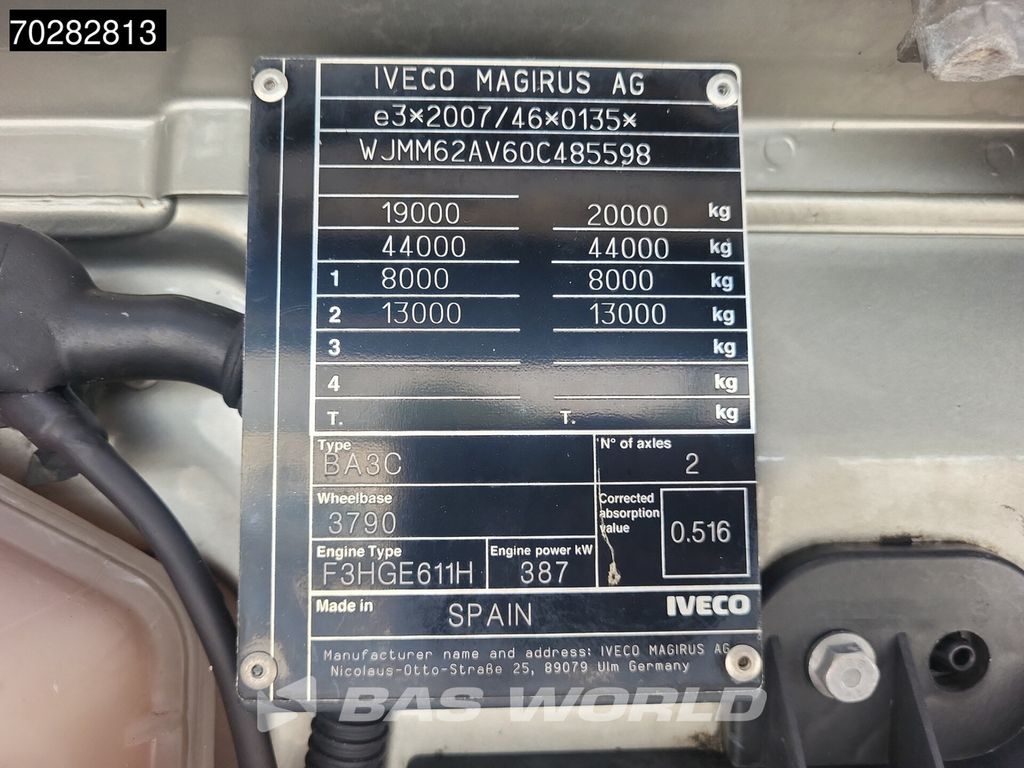 70282813
IVECO MAGIRUS AG
e3*2007/46*0135*
WJMM62AV60C485598
19000 20000 kg
44000 44000 kg
1 8000 8000 kg
2 13000 13000 kg
3 kg
4 kg
T. T. kg
Type N° of axles
BA3C 2
Wheelbase Corrected absorption value
3790 0.516
Engine Type Engine power kW
F3HGE611H 387
Made in SPAIN IVECO
Manufacturer name and address: IVECO MAGIRUS AG
Nicolaus-Otto-Straße 25, 89079 Ulm Germany
BAS WORLD